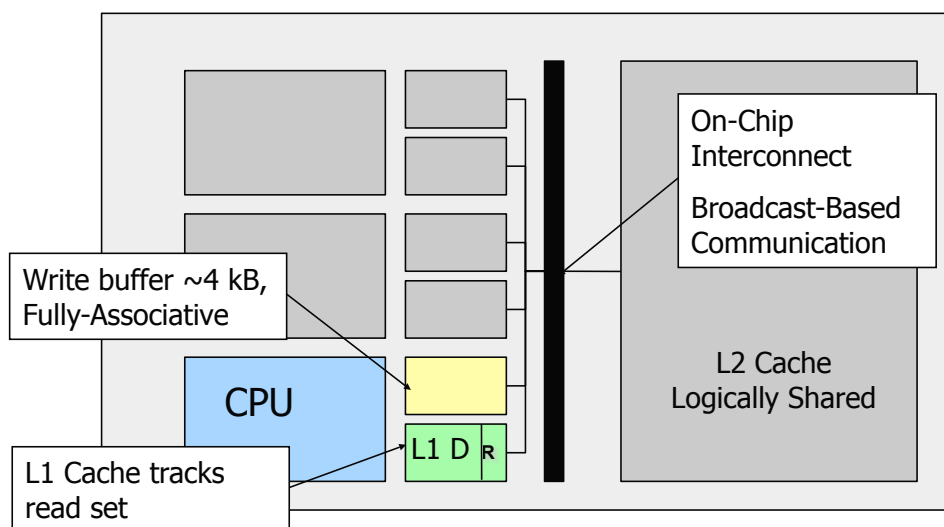 On-Chip
Interconnect
Broadcast-Based
Communication
Write buffer ~4 kB,
Fully-Associative
L2 Cache
Logically Shared
CPU
L1 D
R
L1 Cache tracks
read set